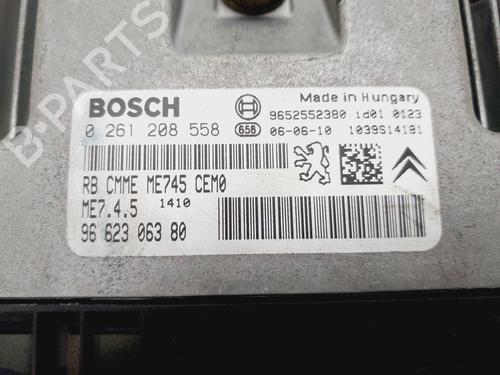 B-PARTS
BOSCH
Made in Hungary
9652552380 id01 0123
0 261 208 558 658 06-06-10 1039S14181
RB CMME ME745 CEM0
ME7.4.5 1410
96 623 063 80